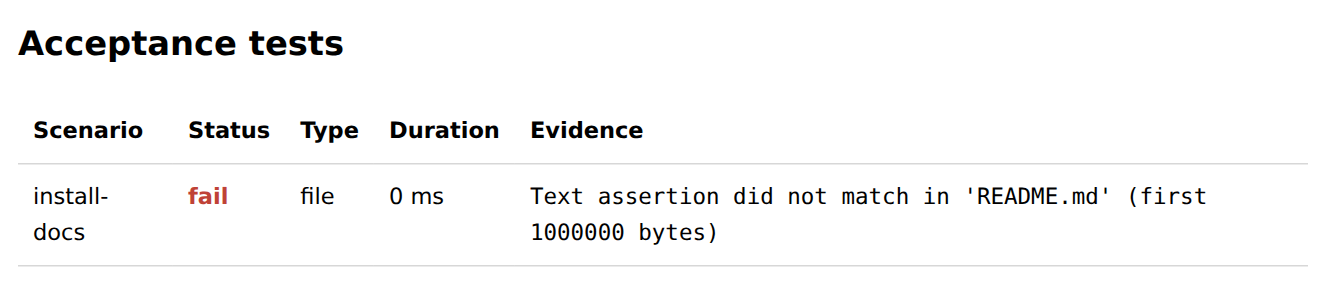 Acceptance tests
Scenario Status Type Duration Evidence
install- fail file 0 ms Text assertion did not match in 'README.md' (first
docs 1000000 bytes)